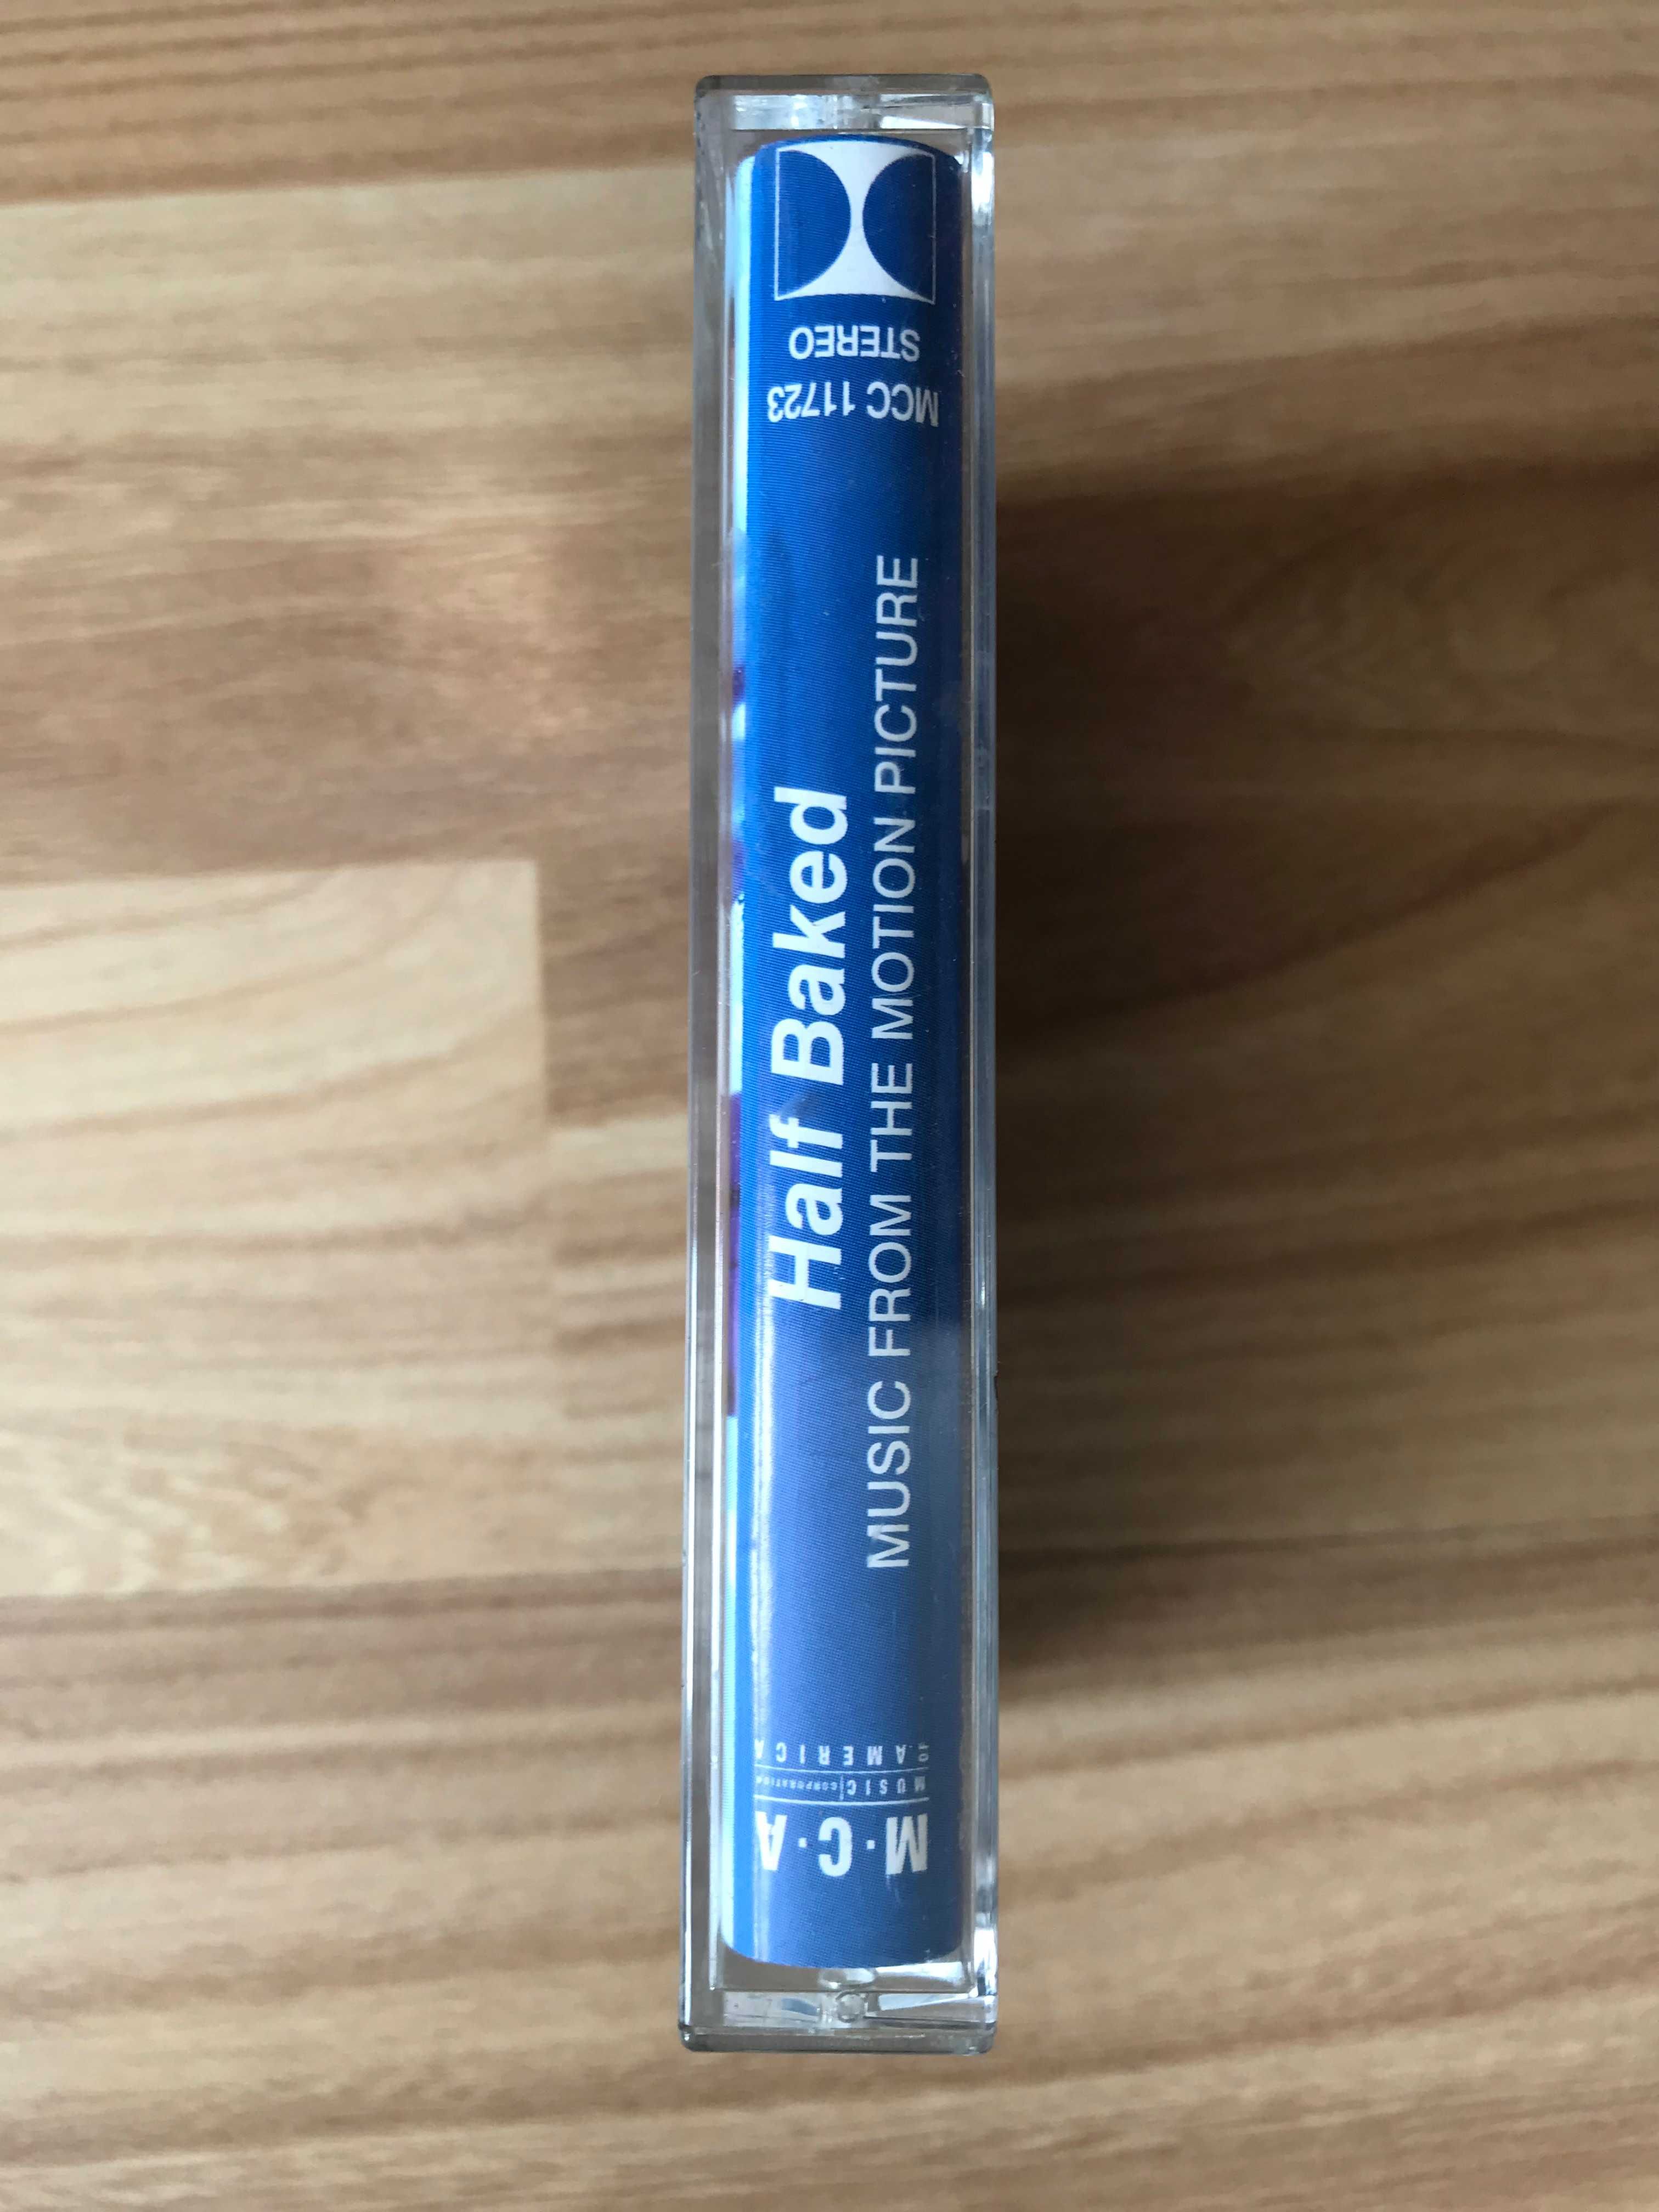 STEREO
MCC 11723
Half Baked
MUSIC FROM THE MOTION PICTURE
M·C·A
MUSIC CORPORATION
OF AMERICA